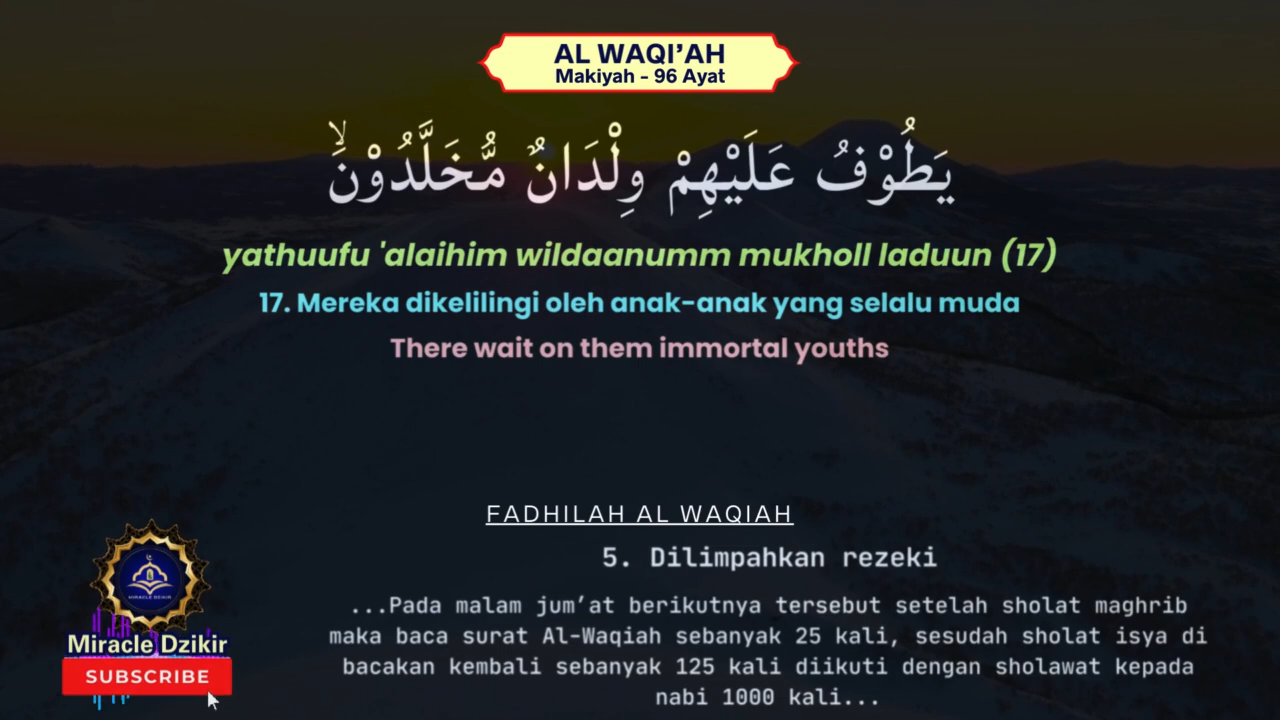 AL WAQI’AH
Makiyah - 96 Ayat
يَطُوْفُ عَلَيْهِمْ وِلْدَانٌ مُّخَلَّدُوْنَۙ
yathuufu 'alaihim wildaanumm mukholl laduun (17)
17. Mereka dikelilingi oleh anak-anak yang selalu muda
There wait on them immortal youths
FADHILAH AL WAQIAH
5. Dilimpahkan rezeki
...Pada malam jum’at berikutnya tersebut setelah sholat maghrib
maka baca surat Al-Waqiah sebanyak 25 kali, sesudah sholat isya di
bacakan kembali sebanyak 125 kali diikuti dengan sholawat kepada
nabi 1000 kali...
MIRACLE DZIKIR
Miracle Dzikir
SUBSCRIBE